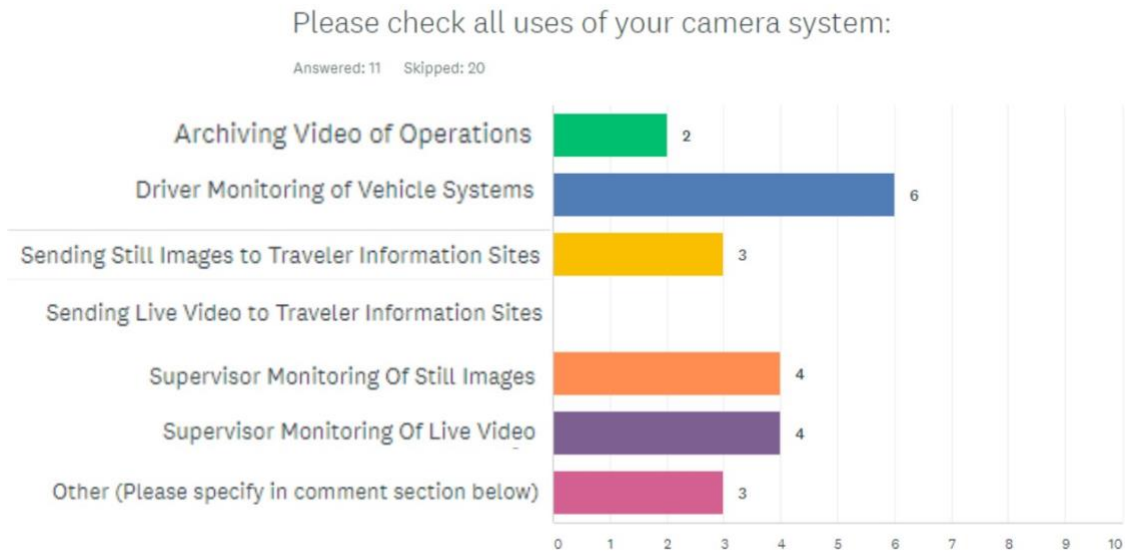 Please check all uses of your camera system:
Answered: 11 Skipped: 20
Archiving Video of Operations
2
Driver Monitoring of Vehicle Systems
6
Sending Still Images to Traveler Information Sites
3
Sending Live Video to Traveler Information Sites
Supervisor Monitoring Of Still Images
4
Supervisor Monitoring Of Live Video
4
Other (Please specify in comment section below)
3
0 1 2 3 4 5 6 7 8 9 10